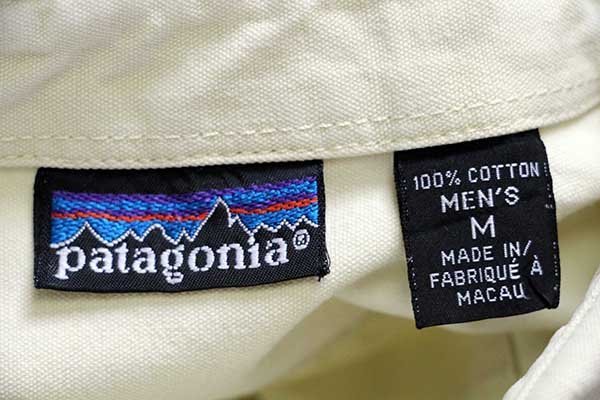 patagonia®
100% COTTON
MEN'S
M
MADE IN/
FABRIQUÉ À
MACAU